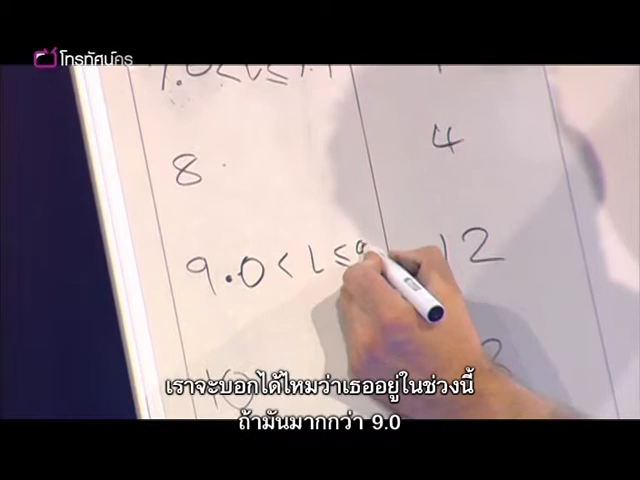 โทรทัศน์ครู
8 4
9.0 < L ≤ 9 12
10
เราจะบอกได้ไหมว่าเธออยู่ในช่วงนี้
ถ้ามันมากกว่า 9.0